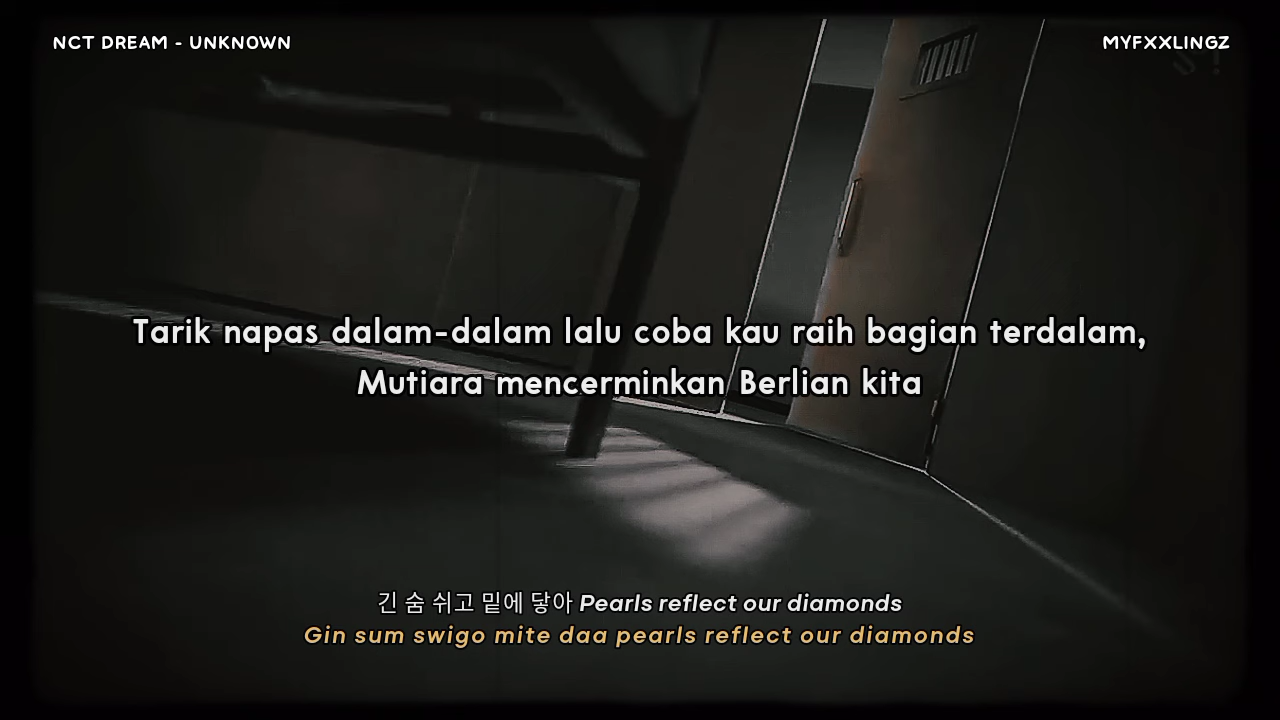 NCT DREAM - UNKNOWN
MYFXXLINGZ
Tarik napas dalam-dalam lalu coba kau raih bagian terdalam,
Mutiara mencerminkan Berlian kita
긴 숨 쉬고 밑에 닿아 Pearls reflect our diamonds
Gin sum swigo mite daa pearls reflect our diamonds